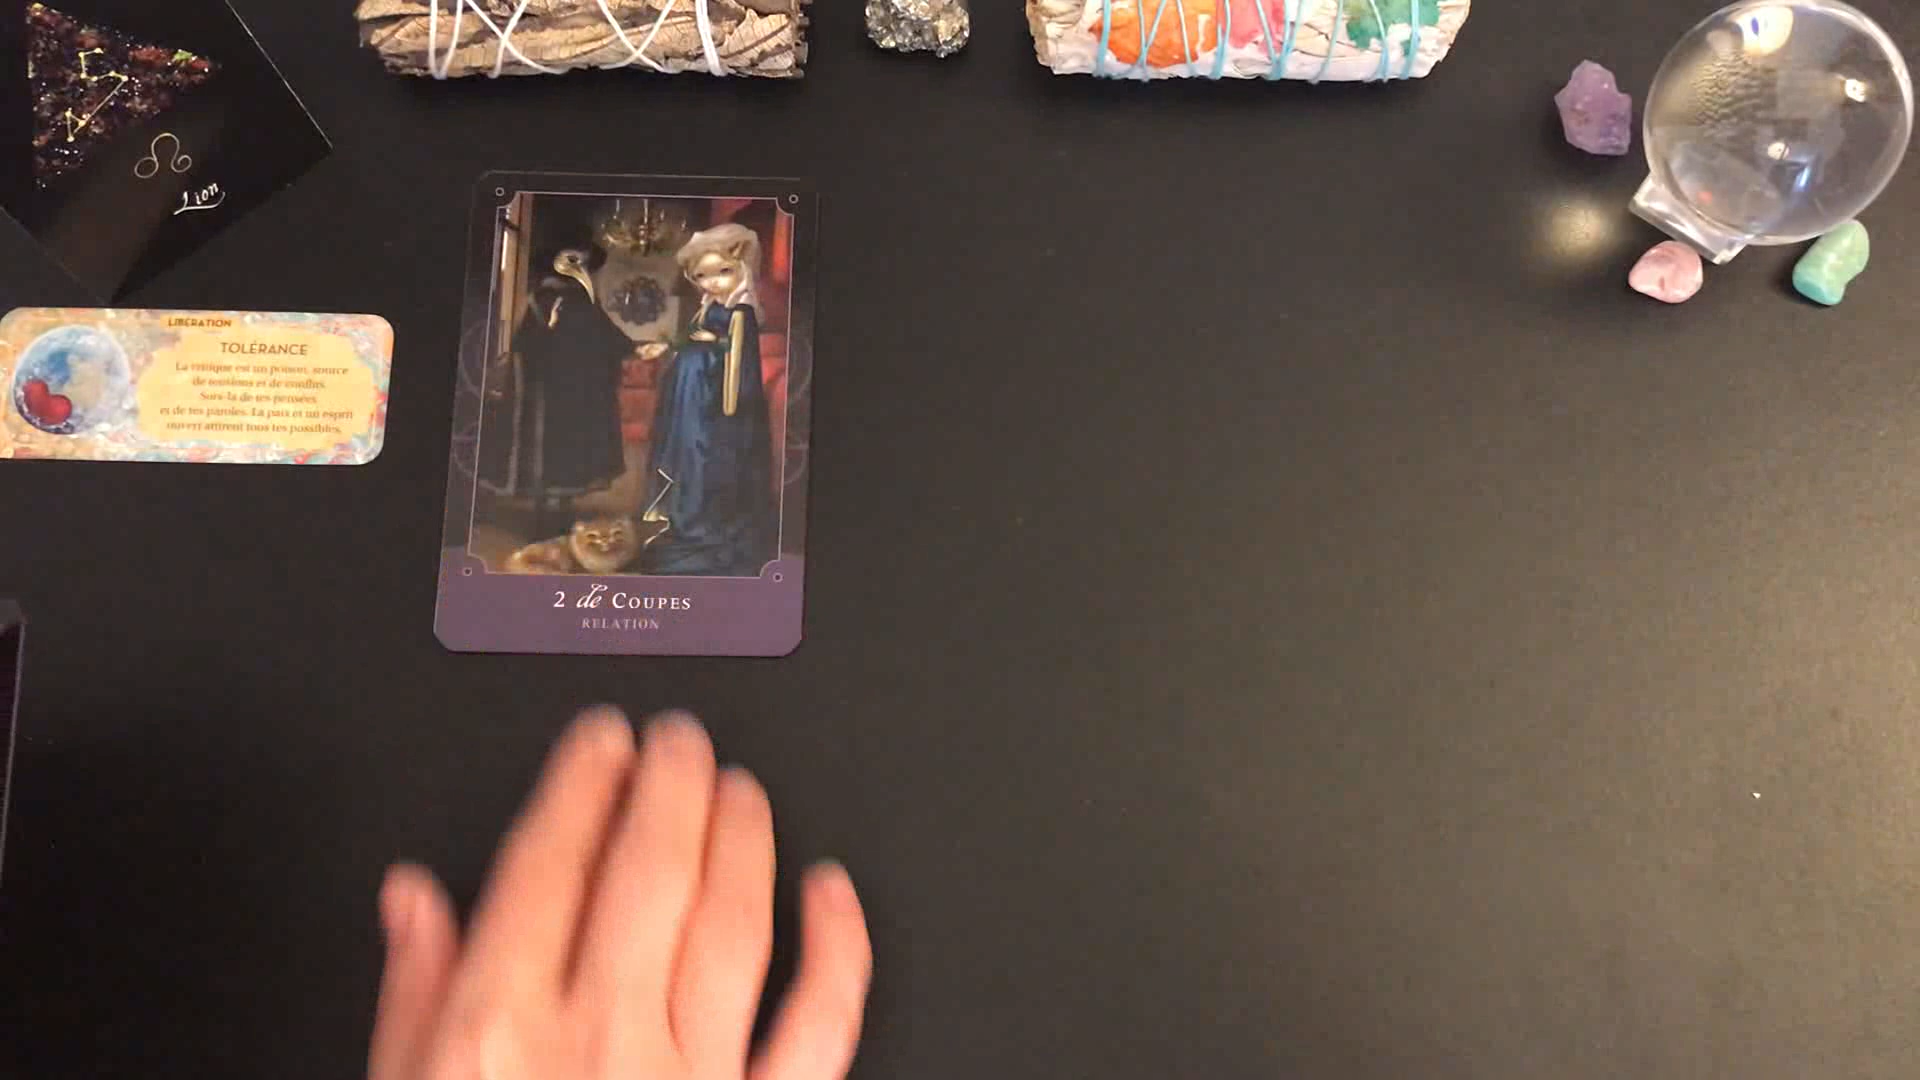 Lion
LIBÉRATION
TOLÉRANCE
La critique est un poison, source
de tensions et de conflits.
Sors-la de tes pensées
et de tes paroles. La paix et un esprit
ouvert attirent tous tes possibles.
2 de COUPES
RELATION